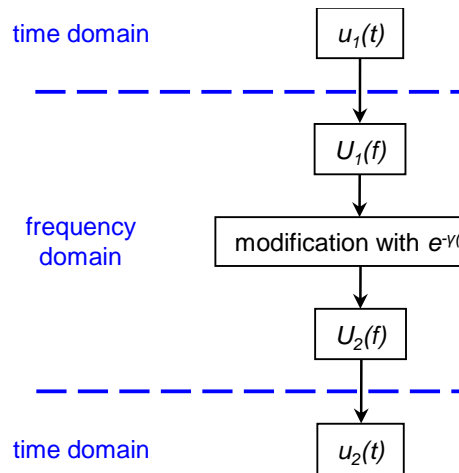 time domain
u₁(t)
U₁(f)
frequency
domain
modification with e^-γ(
U₂(f)
time domain
u₂(t)